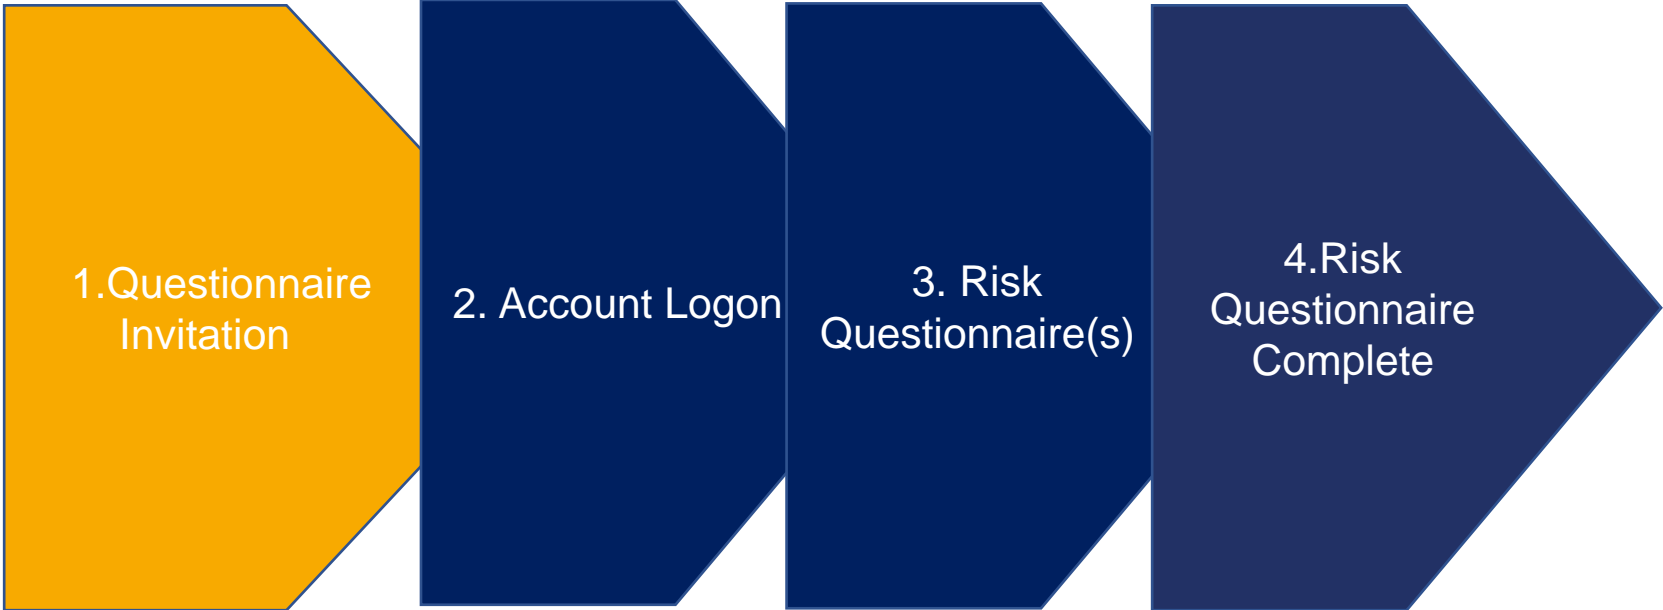 1.Questionnaire
Invitation
2. Account Logon
3. Risk
Questionnaire(s)
4.Risk
Questionnaire
Complete